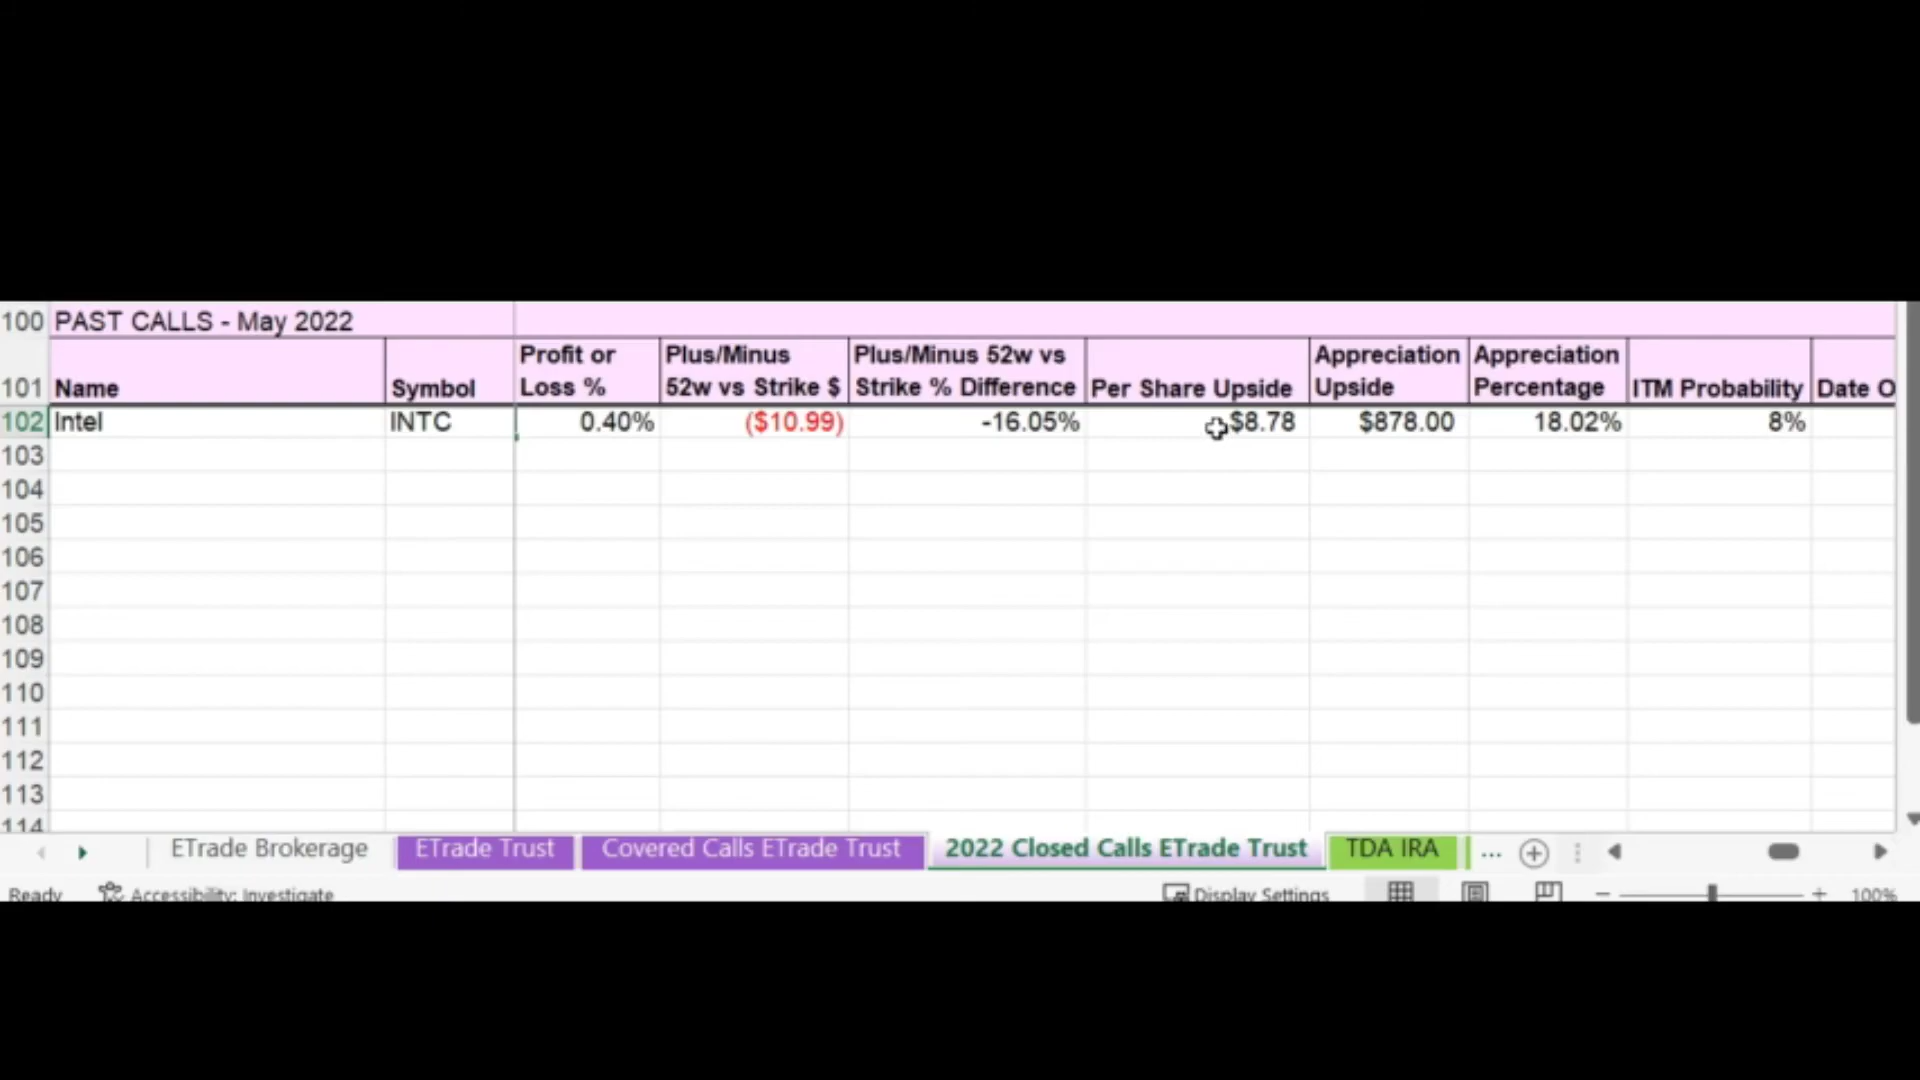 100 PAST CALLS - May 2022
Profit or Plus/Minus Plus/Minus 52w vs Appreciation Appreciation
101 Name Symbol Loss % 52w vs Strike $ Strike % Difference Per Share Upside Upside Percentage ITM Probability Date O
102 Intel INTC 0.40% ($10.99) -16.05% $8.78 $878.00 18.02% 8%
103
104
105
106
107
108
109
110
111
112
113
114
ETrade Brokerage ETrade Trust Covered Calls ETrade Trust 2022 Closed Calls ETrade Trust TDA IRA ...
Ready Accessibility: Investigate Display Settings 100%